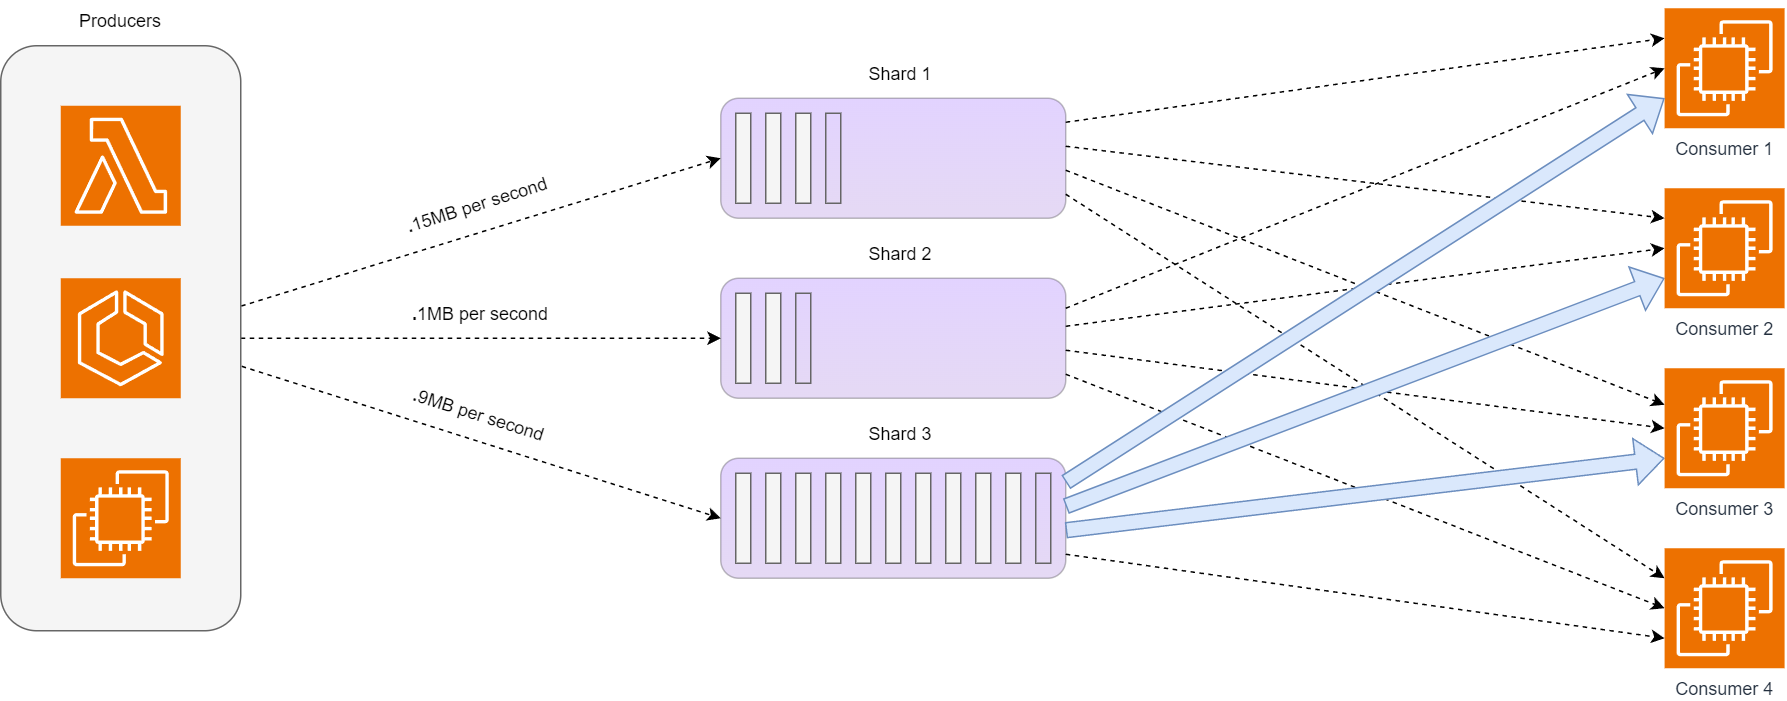 Producers
Shard 1
.15MB per second
Shard 2
.1MB per second
Shard 3
.9MB per second
Consumer 1
Consumer 2
Consumer 3
Consumer 4